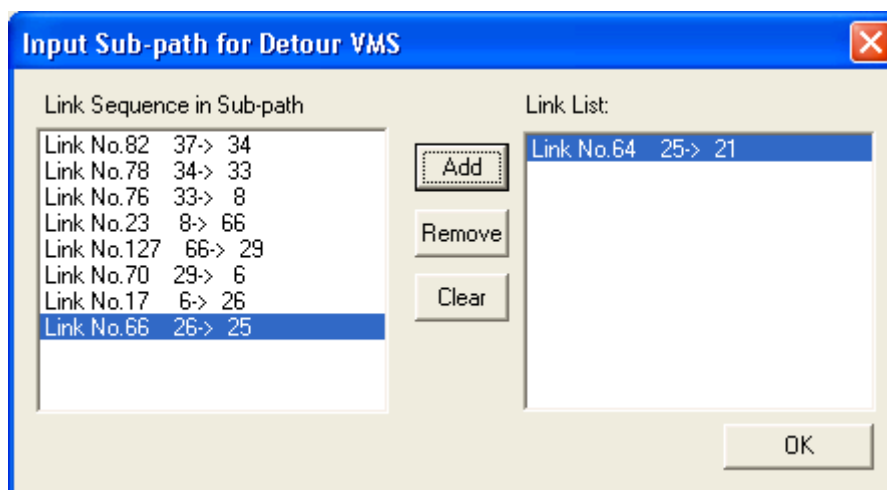 Input Sub-path for Detour VMS
Link Sequence in Sub-path
Link No.82 37-> 34
Link No.78 34-> 33
Link No.76 33-> 8
Link No.23 8-> 66
Link No.127 66-> 29
Link No.70 29-> 6
Link No.17 6-> 26
Link No.66 26-> 25
Add
Remove
Clear
Link List:
Link No.64 25-> 21
OK